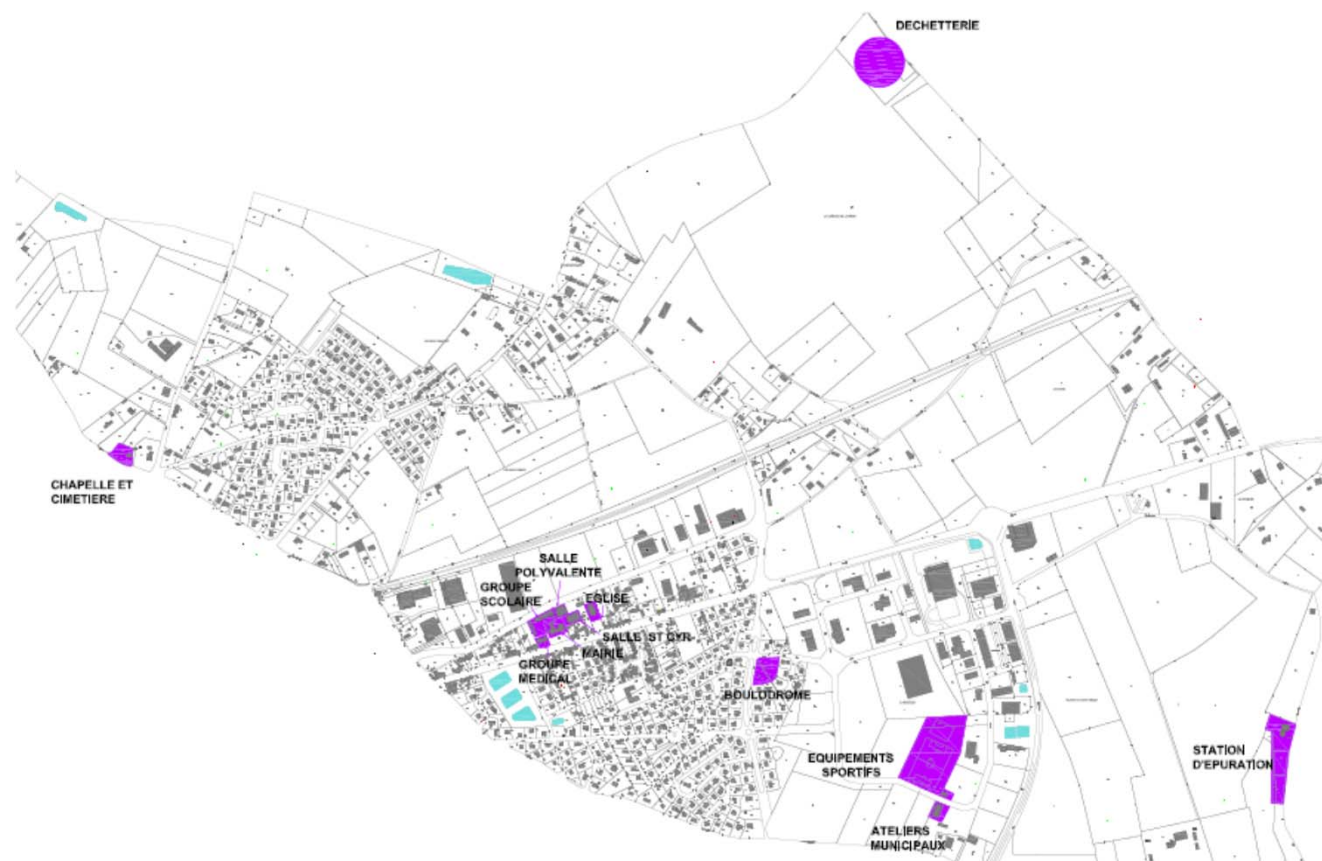 DECHETTERIE
CHAPELLE ET
CIMETIERE
SALLE
POLYVALENTE
GROUPE
SCOLAIRE
EGLISE
SALLE ST CYR
MAIRIE
GROUPE
MEDICAL
BOULODROME
EQUIPEMENTS
SPORTIFS
STATION
D'EPURATION
ATELIERS
MUNICIPAUX